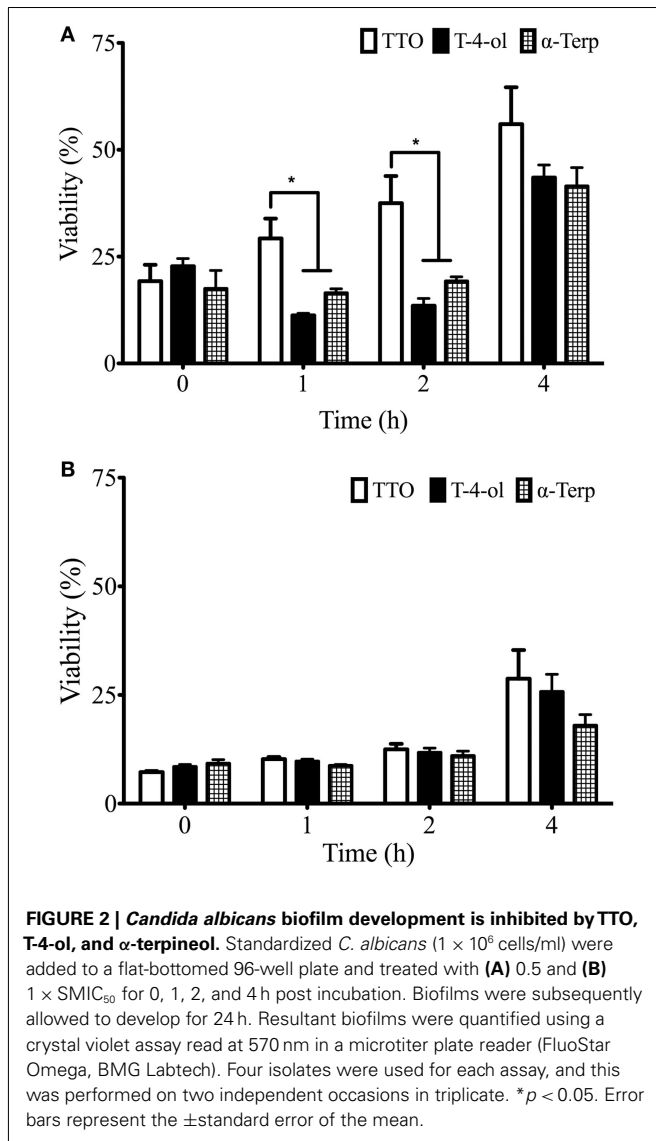 A
75
TTO T-4-ol α-Terp
*
*
50
25
0
Viability (%)
0 1 2 4
Time (h)
B
75
TTO T-4-ol α-Terp
50
25
0
Viability (%)
0 1 2 4
Time (h)
FIGURE 2 | Candida albicans biofilm development is inhibited by TTO,
T-4-ol, and α-terpineol. Standardized C. albicans (1 × 10⁶ cells/ml) were
added to a flat-bottomed 96-well plate and treated with (A) 0.5 and (B)
1 × SMIC₅₀ for 0, 1, 2, and 4 h post incubation. Biofilms were subsequently
allowed to develop for 24 h. Resultant biofilms were quantified using a
crystal violet assay read at 570 nm in a microtiter plate reader (FluoStar
Omega, BMG Labtech). Four isolates were used for each assay, and this
was performed on two independent occasions in triplicate. *p < 0.05. Error
bars represent the ±standard error of the mean.